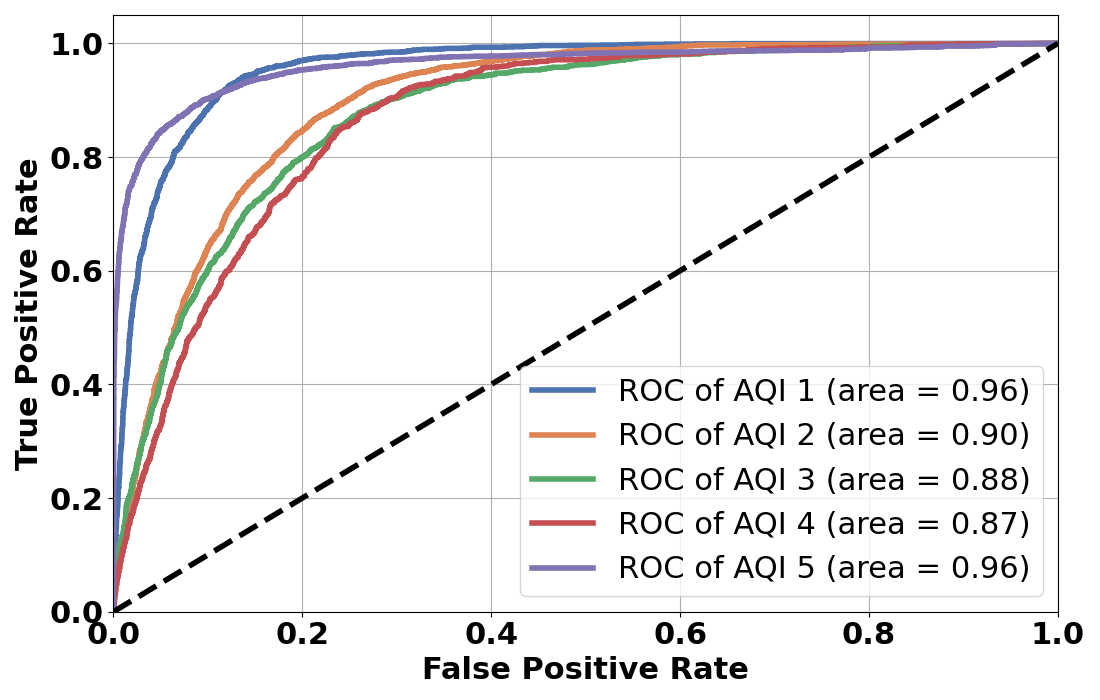 1.0
0.8
0.6
0.4
0.2
0.0
True Positive Rate
ROC of AQI 1 (area = 0.96)
ROC of AQI 2 (area = 0.90)
ROC of AQI 3 (area = 0.88)
ROC of AQI 4 (area = 0.87)
ROC of AQI 5 (area = 0.96)
0.0 0.2 0.4 0.6 0.8 1.0
False Positive Rate